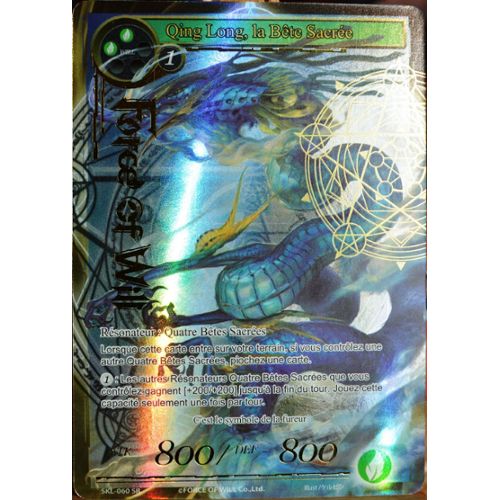 Qing Long, la Bête Sacrée
WILL
1
Force of Will
Résonateur : Quatre Bêtes Sacrées
Lorsque cette carte entre sur votre terrain, si vous contrôlez une
autre Quatre Bêtes Sacrées, piochez une carte.
1 : Les autres Résonateurs Quatre Bêtes Sacrées que vous
contrôlez gagnent [+200/+200] jusqu'à la fin du tour. Jouez cette
capacité seulement une fois par tour.
C'est le symbole de la fureur
ATK 800 / DEF 800
SKL-060 SR ©FORCE OF WILL Co.,Ltd. Illust.